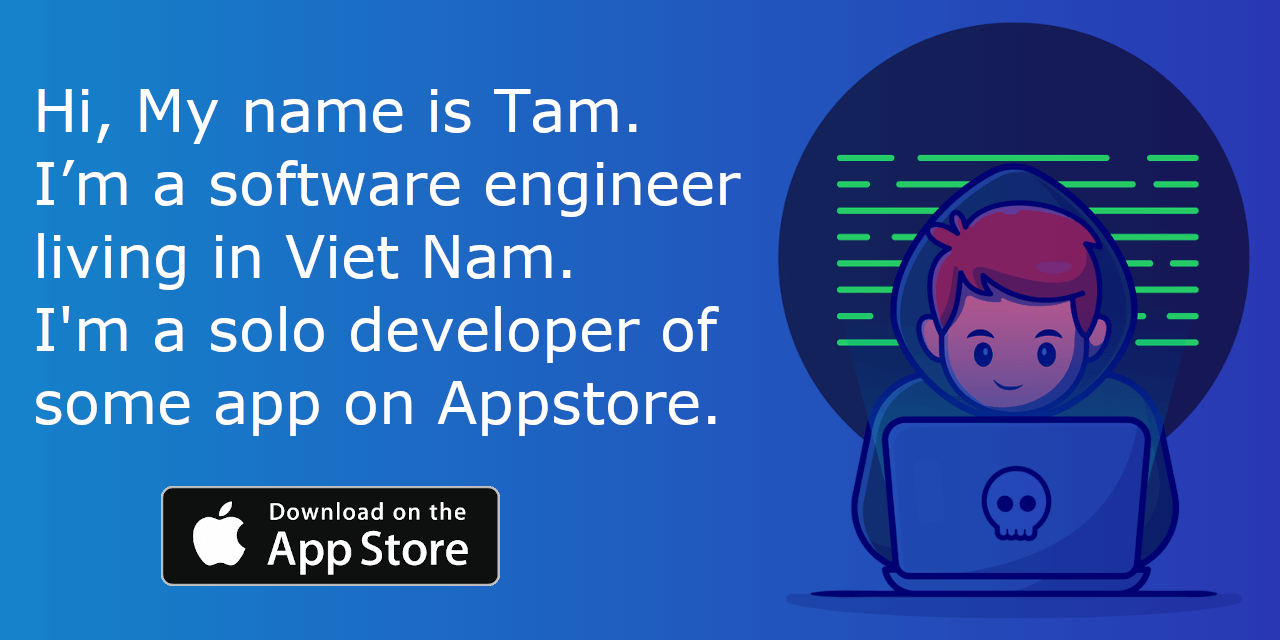 Hi, My name is Tam.
I’m a software engineer
living in Viet Nam.
I'm a solo developer of
some app on Appstore.
Download on the
App Store